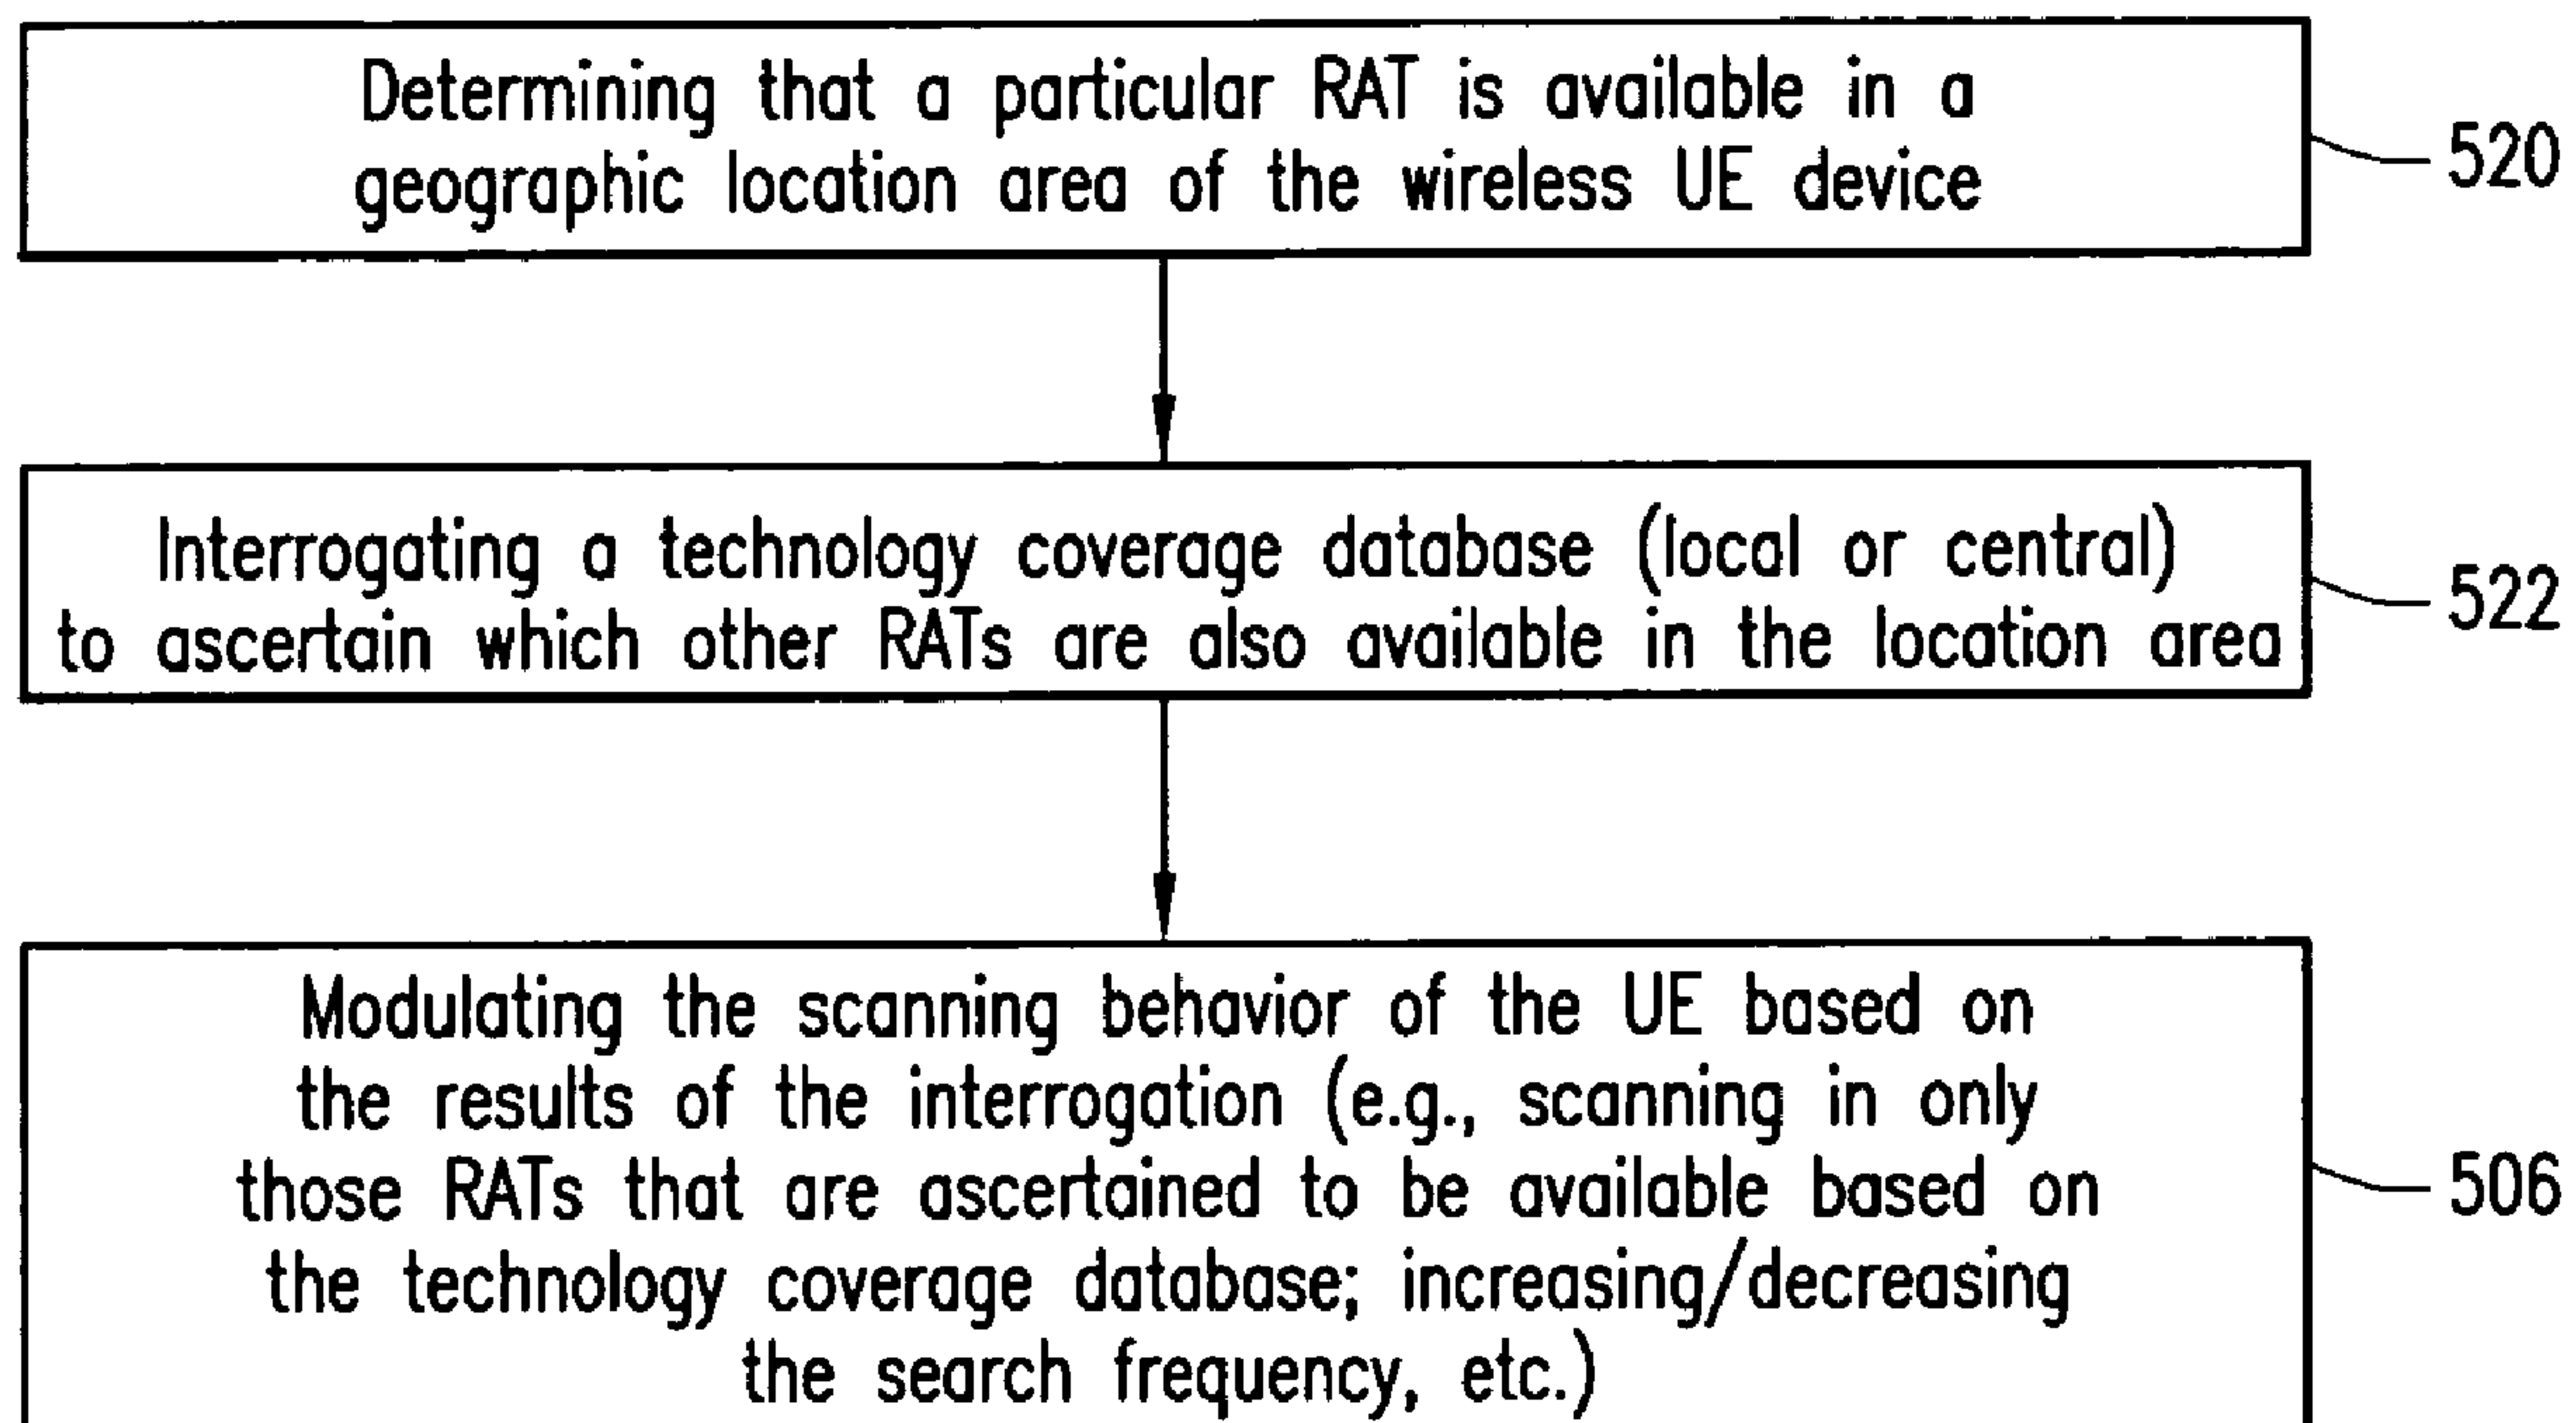 Determining that a particular RAT is available in a
geographic location area of the wireless UE device
520
Interrogating a technology coverage database (local or central)
to ascertain which other RATs are also available in the location area
522
Modulating the scanning behavior of the UE based on
the results of the interrogation (e.g., scanning in only
those RATs that are ascertained to be available based on
the technology coverage database; increasing/decreasing
the search frequency, etc.)
506